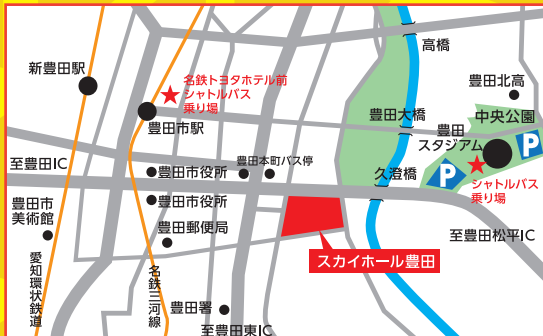 高橋
新豊田駅
名鉄トヨタホテル前
シャトルバス
乗り場
豊田北高
豊田大橋
中央公園
豊田市駅
豊田
スタジアム
P
P
至豊田IC
豊田市役所
豊田本町バス停
久澄橋
シャトルバス
乗り場
豊田市
美術館
豊田市役所
豊田郵便局
至豊田松平IC
スカイホール豊田
愛知環状鉄道
名鉄三河線
豊田署
至豊田東IC